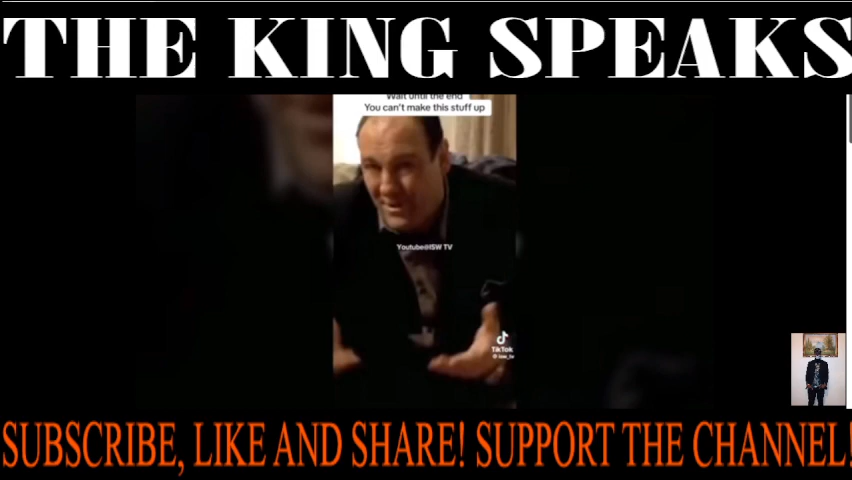 THE KING SPEAKS
Wait until the end
You can't make this stuff up
Youtube@ISW TV
TikTok
@ isw_tv
SUBSCRIBE, LIKE AND SHARE! SUPPORT THE CHANNEL!